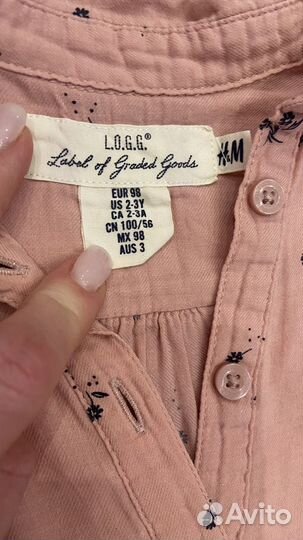 L.O.G.G.®
Label of Graded Goods
H&M
EUR 98
US 2-3Y
CA 2-3A
CN 100/56
MX 98
AUS 3
Avito